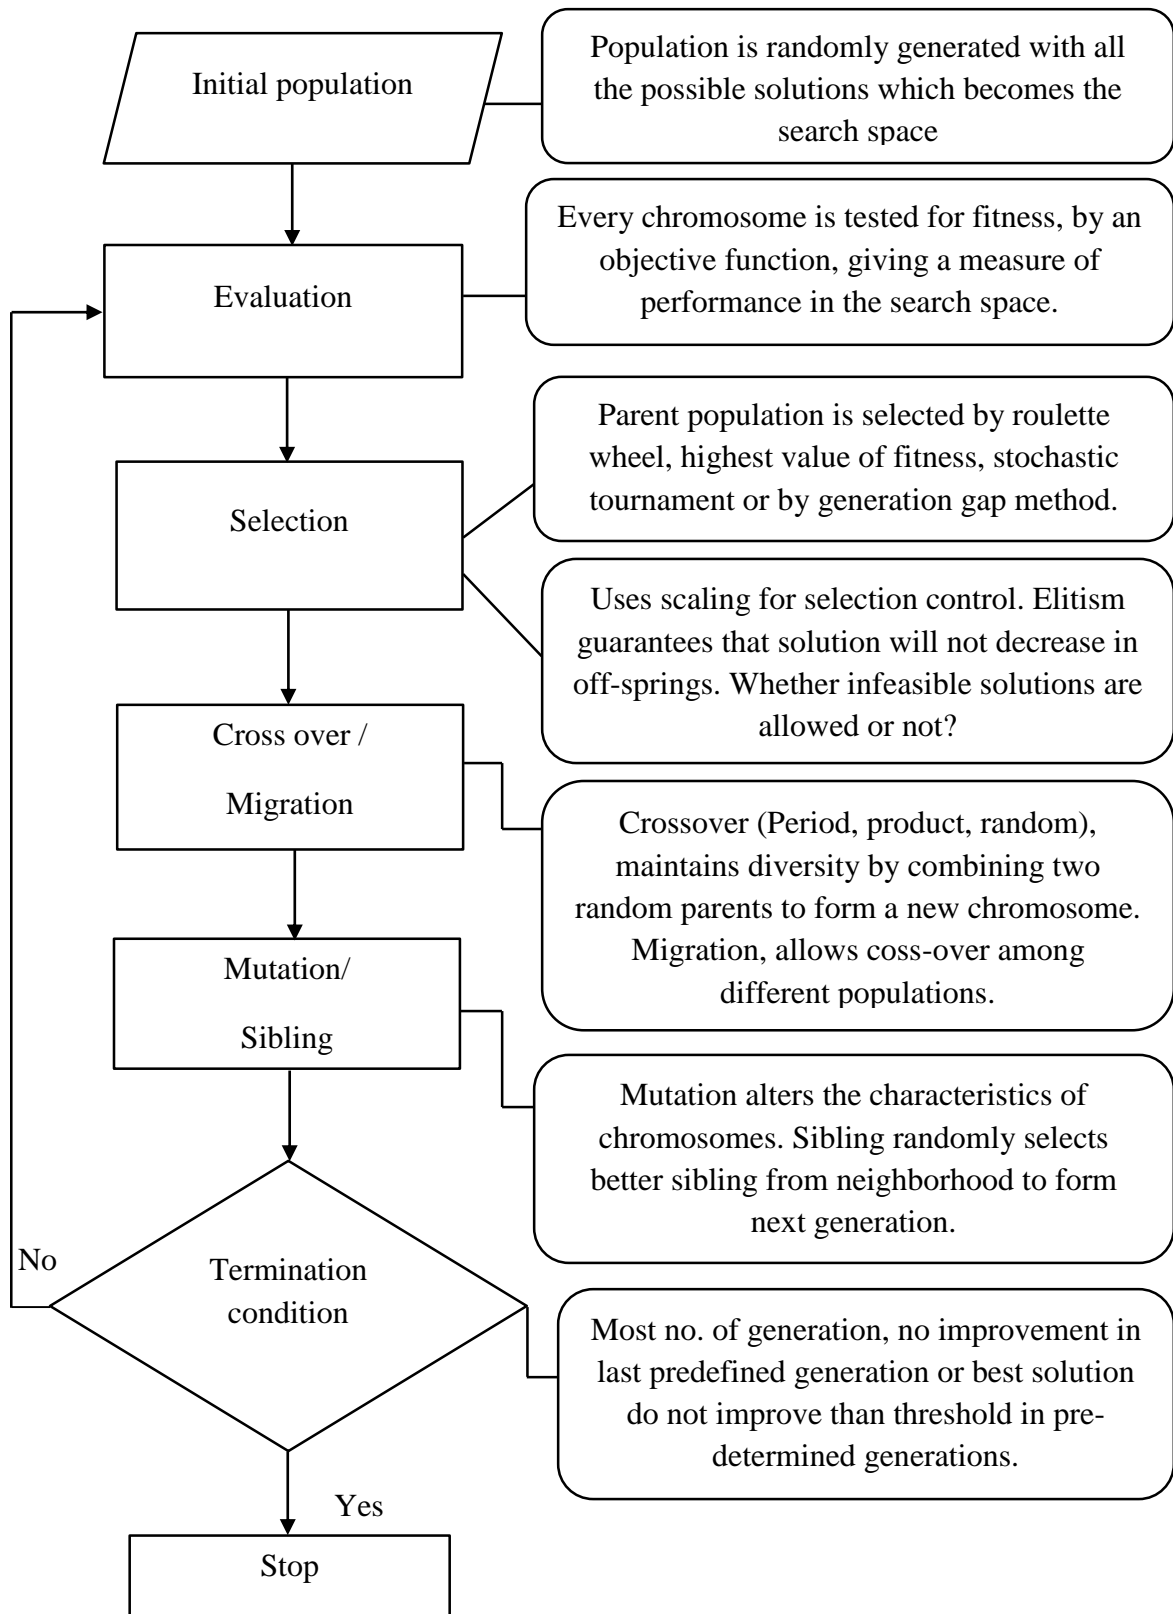 Initial population
Population is randomly generated with all
the possible solutions which becomes the
search space
Evaluation
Every chromosome is tested for fitness, by an
objective function, giving a measure of
performance in the search space.
Selection
Parent population is selected by roulette
wheel, highest value of fitness, stochastic
tournament or by generation gap method.
Uses scaling for selection control. Elitism
guarantees that solution will not decrease in
off-springs. Whether infeasible solutions are
allowed or not?
Cross over /
Migration
Crossover (Period, product, random),
maintains diversity by combining two
random parents to form a new chromosome.
Migration, allows coss-over among
different populations.
Mutation/
Sibling
Mutation alters the characteristics of
chromosomes. Sibling randomly selects
better sibling from neighborhood to form
next generation.
No
Termination
condition
Most no. of generation, no improvement in
last predefined generation or best solution
do not improve than threshold in pre-
determined generations.
Yes
Stop